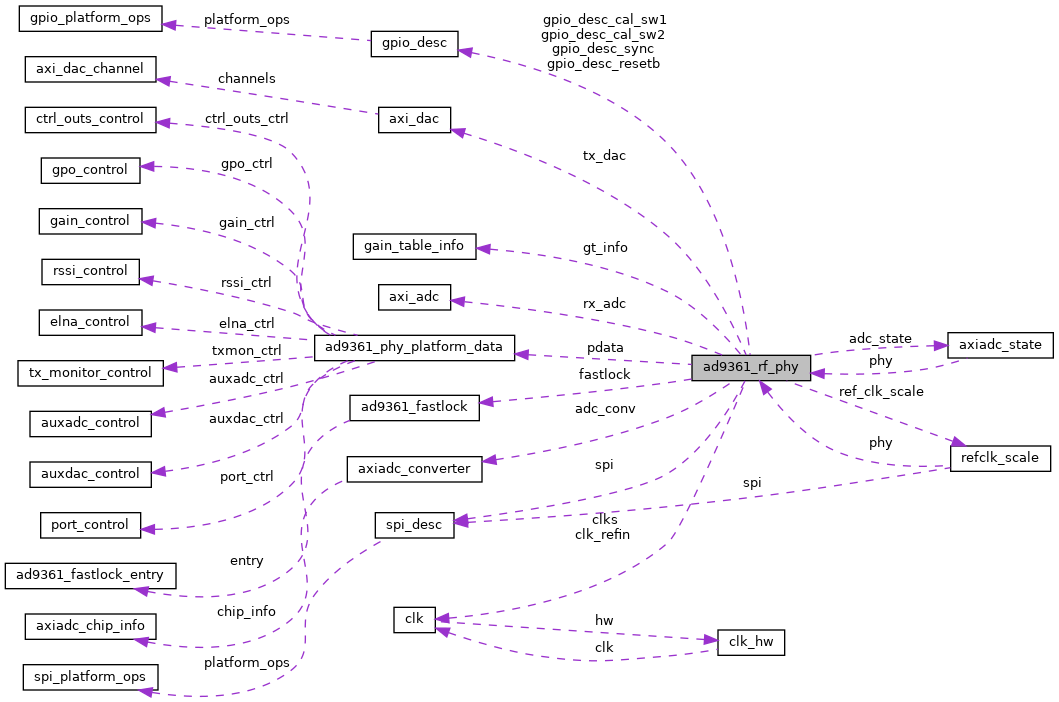 gpio_platform_ops
platform_ops
gpio_desc
gpio_desc_cal_sw1
gpio_desc_cal_sw2
gpio_desc_sync
gpio_desc_resetb
axi_dac_channel
channels
axi_dac
ctrl_outs_control
ctrl_outs_ctrl
gpo_control
gpo_ctrl
tx_dac
gain_control
gain_ctrl
gain_table_info
gt_info
rssi_control
rssi_ctrl
axi_adc
rx_adc
elna_control
elna_ctrl
ad9361_phy_platform_data
pdata
ad9361_rf_phy
adc_state
phy
axiadc_state
tx_monitor_control
txmon_ctrl
fastlock
auxadc_control
auxadc_ctrl
ad9361_fastlock
adc_conv
ref_clk_scale
auxdac_control
auxdac_ctrl
axiadc_converter
spi
phy
refclk_scale
port_control
port_ctrl
spi_desc
spi
clks
clk_refin
ad9361_fastlock_entry
entry
axiadc_chip_info
chip_info
clk
hw
clk
clk_hw
spi_platform_ops
platform_ops